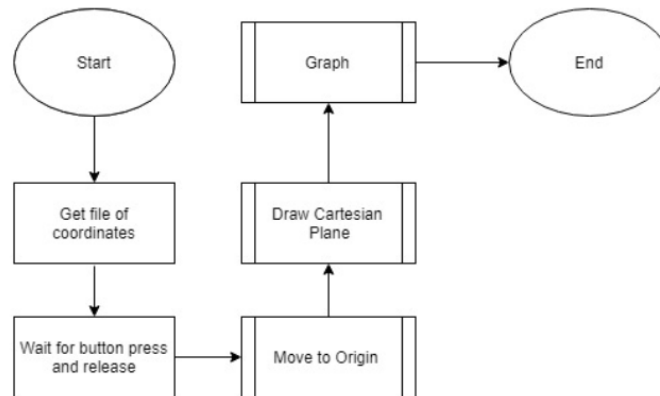 Start
Get file of
coordinates
Wait for button press
and release
Move to Origin
Draw Cartesian
Plane
Graph
End